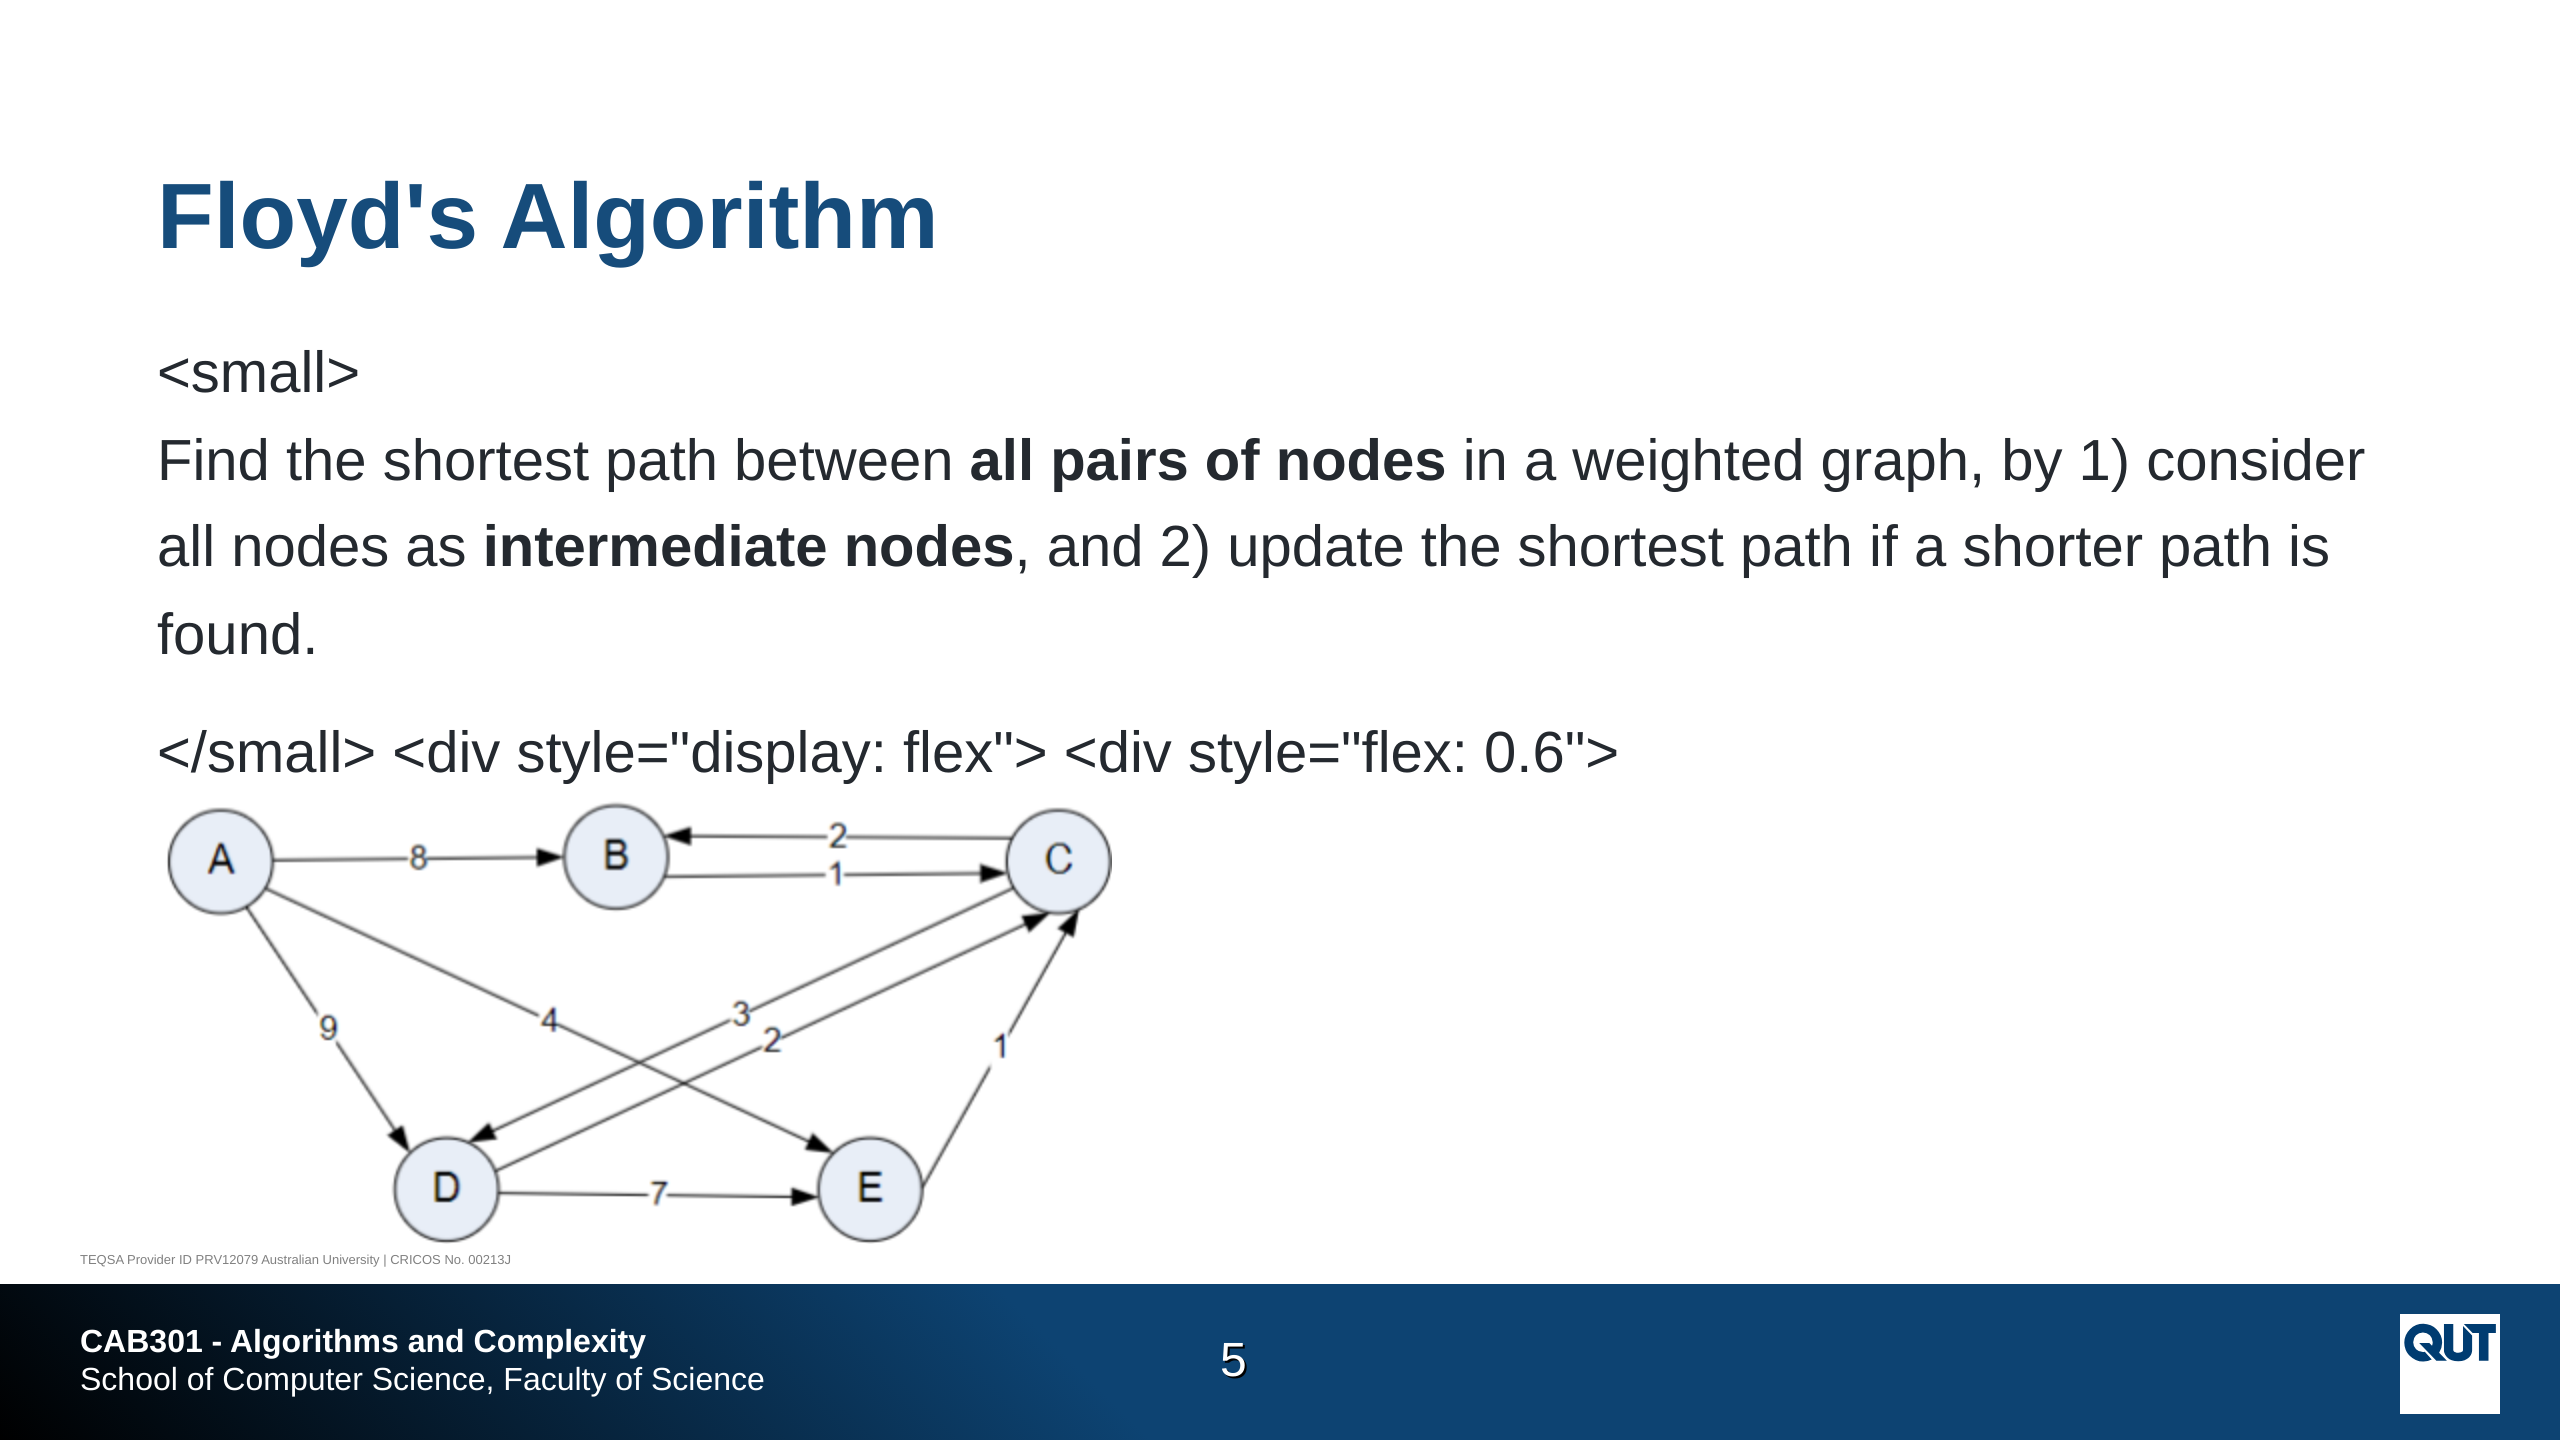 Floyd's Algorithm
<small>
Find the shortest path between all pairs of nodes in a weighted graph, by 1) consider
all nodes as intermediate nodes, and 2) update the shortest path if a shorter path is
found.
</small> <div style="display: flex"> <div style="flex: 0.6">
A
8
B
2
1
C
9
4
3
2
1
D
7
E
TEQSA Provider ID PRV12079 Australian University | CRICOS No. 00213J
CAB301 - Algorithms and Complexity
School of Computer Science, Faculty of Science
5
QUT